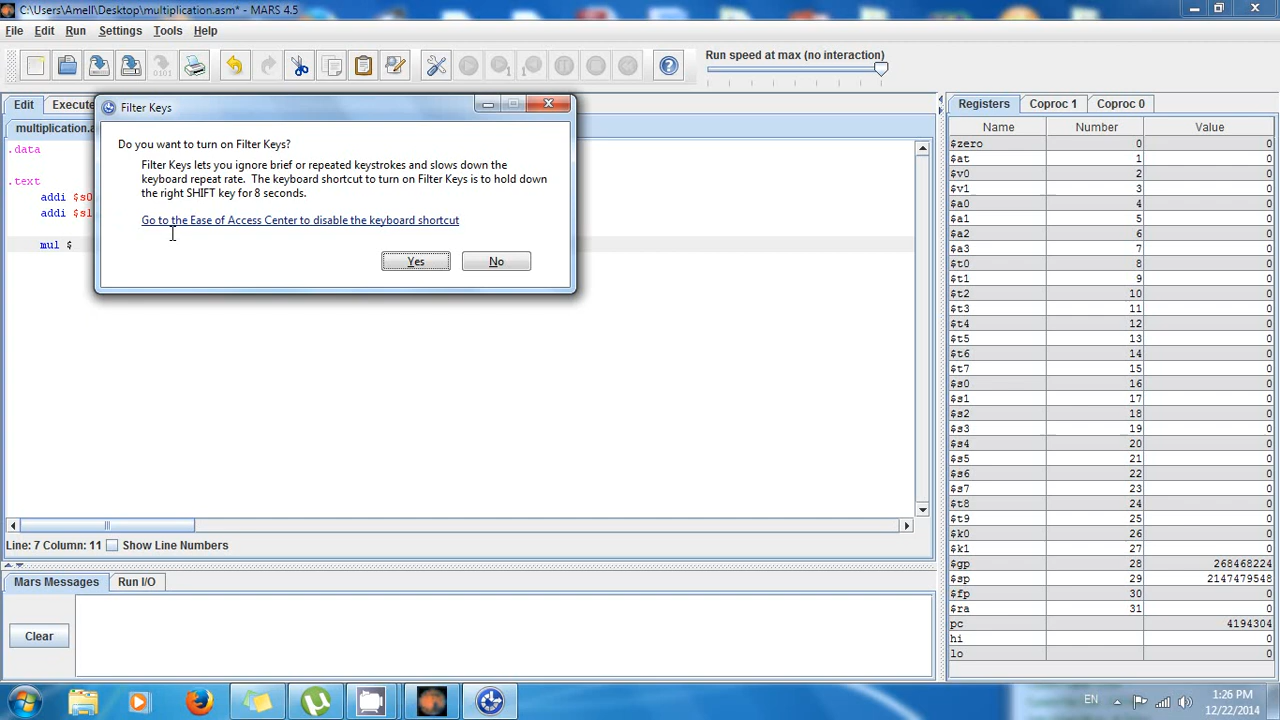 C:\Users\Amell\Desktop\multiplication.asm* - MARS 4.5
File Edit Run Settings Tools Help
Run speed at max (no interaction)
Edit Execute
multiplication.a
.data
.text
addi $s0
addi $s1
mul $
Filter Keys
Do you want to turn on Filter Keys?
Filter Keys lets you ignore brief or repeated keystrokes and slows down the
keyboard repeat rate. The keyboard shortcut to turn on Filter Keys is to hold down
the right SHIFT key for 8 seconds.
Go to the Ease of Access Center to disable the keyboard shortcut
Yes No
Line: 7 Column: 11 Show Line Numbers
Mars Messages Run I/O
Clear
Registers Coproc 1 Coproc 0
Name Number Value
$zero 0 0
$at 1 0
$v0 2 0
$v1 3 0
$a0 4 0
$a1 5 0
$a2 6 0
$a3 7 0
$t0 8 0
$t1 9 0
$t2 10 0
$t3 11 0
$t4 12 0
$t5 13 0
$t6 14 0
$t7 15 0
$s0 16 0
$s1 17 0
$s2 18 0
$s3 19 0
$s4 20 0
$s5 21 0
$s6 22 0
$s7 23 0
$t8 24 0
$t9 25 0
$k0 26 0
$k1 27 0
$gp 28 268468224
$sp 29 2147479548
$fp 30 0
$ra 31 0
pc 4194304
hi 0
lo 0
EN 1:26 PM
12/22/2014